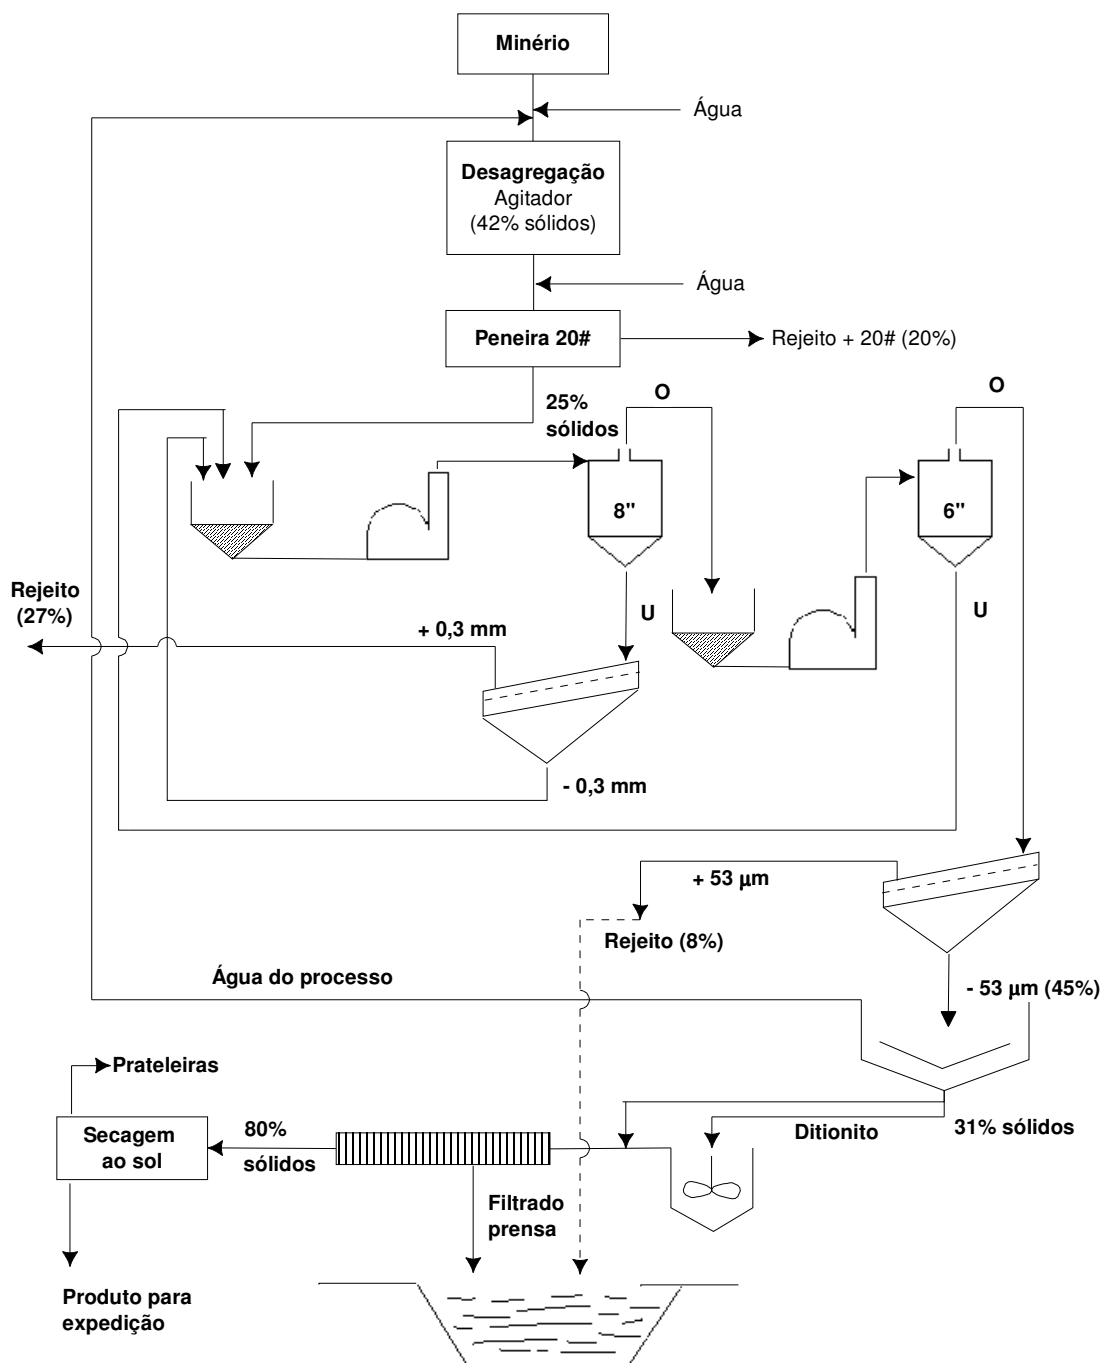 Minério
Água
Desagregação
Agitador
(42% sólidos)
Água
Peneira 20#
Rejeito + 20# (20%)
25%
sólidos
O
O
8"
6"
Rejeito
(27%)
+ 0,3 mm
U
U
- 0,3 mm
+ 53 µm
Rejeito (8%)
Água do processo
- 53 µm (45%)
Prateleiras
Secagem
ao sol
80%
sólidos
Ditionito
31% sólidos
Filtrado
prensa
Produto para
expedição